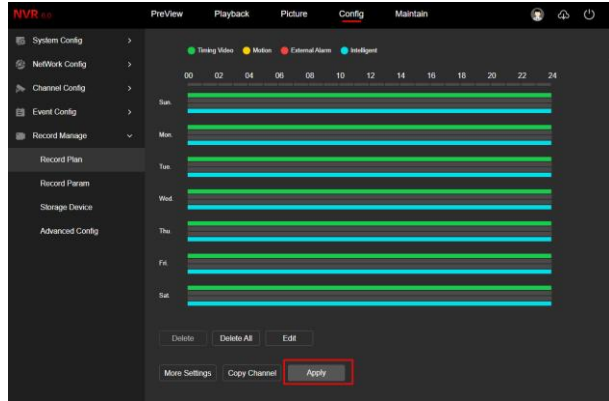 NVR
PreView Playback Picture Config Maintain
System Config
NetWork Config
Channel Config
Event Config
Record Manage
Record Plan
Record Param
Storage Device
Advanced Config
Timing Video Motion External Alarm Intelligent
00 02 04 06 08 10 12 14 16 18 20 22 24
Sun.
Mon.
Tue.
Wed.
Thu.
Fri.
Sat.
Delete Delete All Edit
More Settings Copy Channel Apply